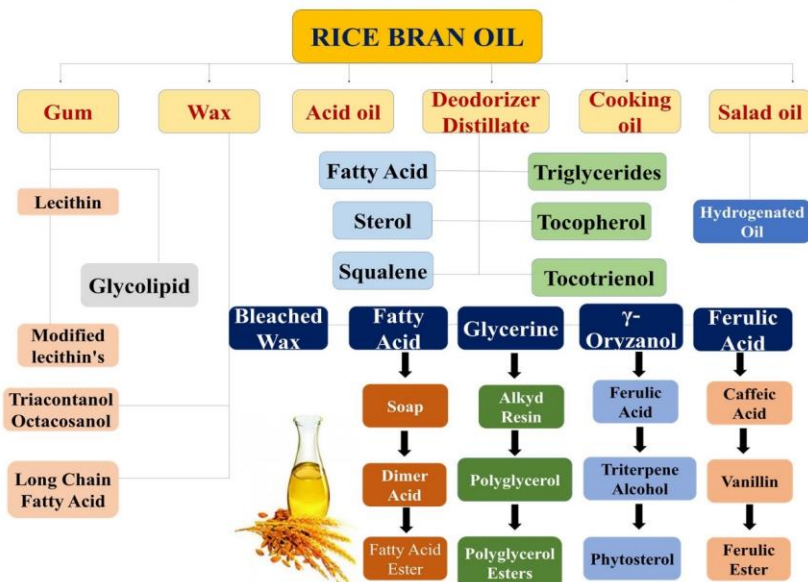 RICE BRAN OIL
Gum
Wax
Acid oil
Deodorizer
Distillate
Cooking
oil
Salad oil
Fatty Acid
Triglycerides
Lecithin
Sterol
Tocopherol
Hydrogenated
Oil
Glycolipid
Squalene
Tocotrienol
Modified
lecithin's
Bleached
Wax
Fatty
Acid
Glycerine
γ-
Oryzanol
Ferulic
Acid
Triacontanol
Octacosanol
Soap
Alkyd
Resin
Ferulic
Acid
Caffeic
Acid
Long Chain
Fatty Acid
Dimer
Acid
Polyglycerol
Triterpene
Alcohol
Vanillin
Fatty Acid
Ester
Polyglycerol
Esters
Phytosterol
Ferulic
Ester